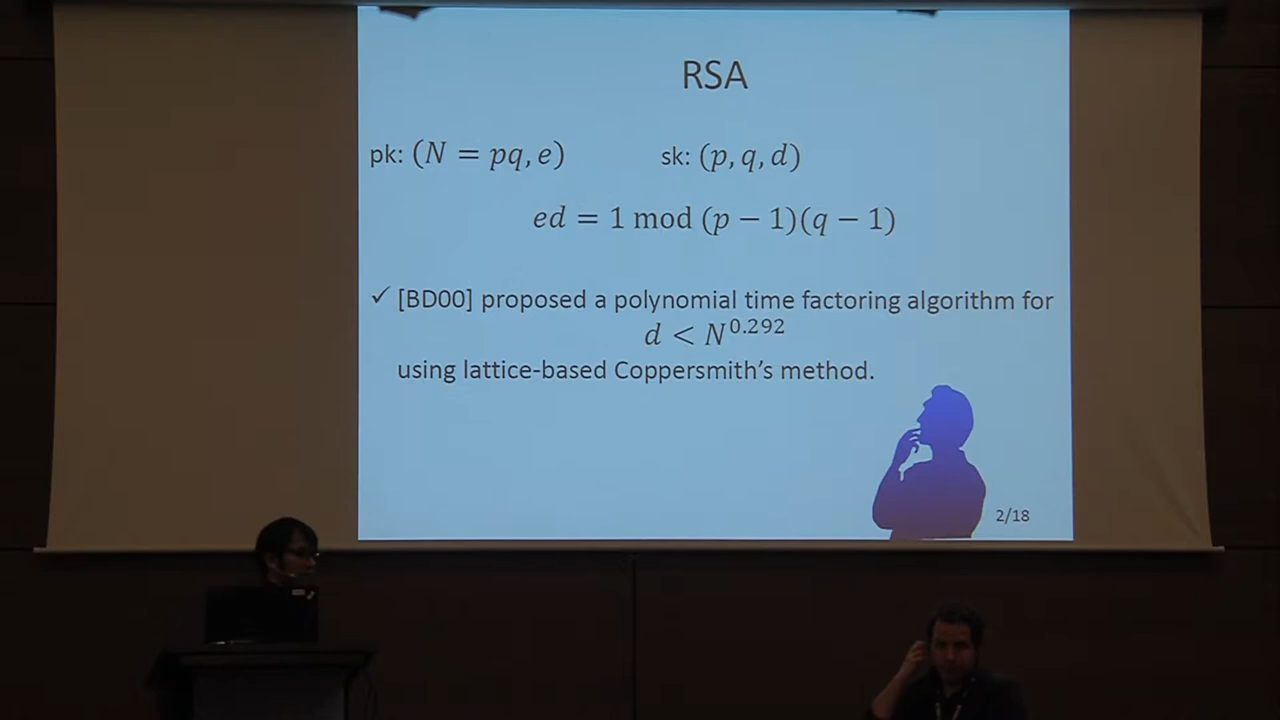 RSA
pk: (N = pq, e) sk: (p, q, d)
ed = 1 mod (p − 1)(q − 1)
✓ [BD00] proposed a polynomial time factoring algorithm for
d < N^0.292
using lattice-based Coppersmith's method.
2/18